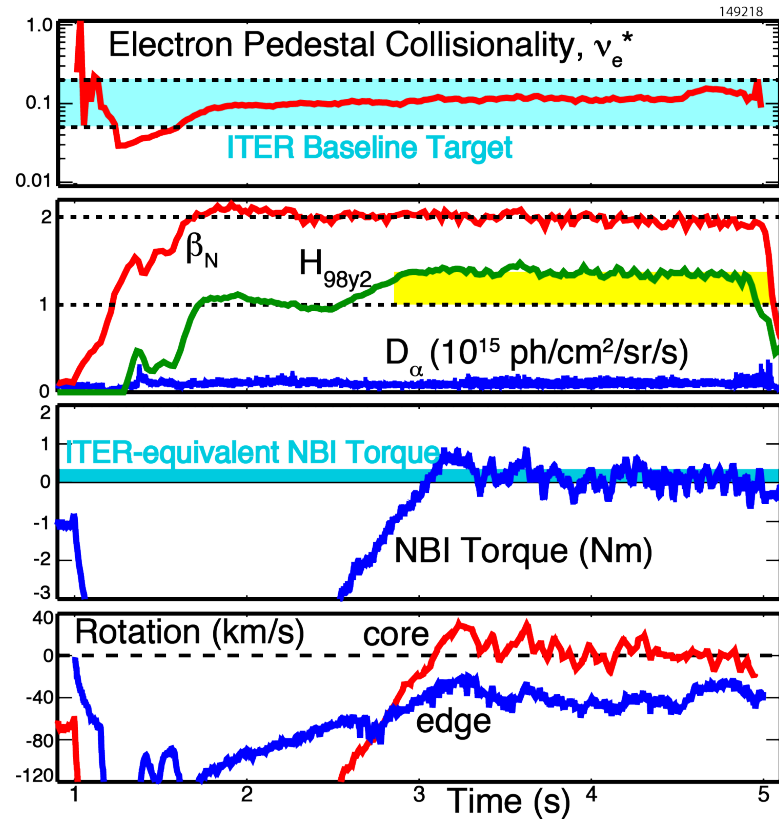 149218
1.0
Electron Pedestal Collisionality, νe*
0.1
ITER Baseline Target
0.01
2
βN
H98y2
1
Dα (10¹⁵ ph/cm²/sr/s)
0
2
ITER-equivalent NBI Torque
1
0
-1
NBI Torque (Nm)
-2
-3
40
Rotation (km/s)
core
0
-40
edge
-80
-120
1 2 3 4 5
Time (s)